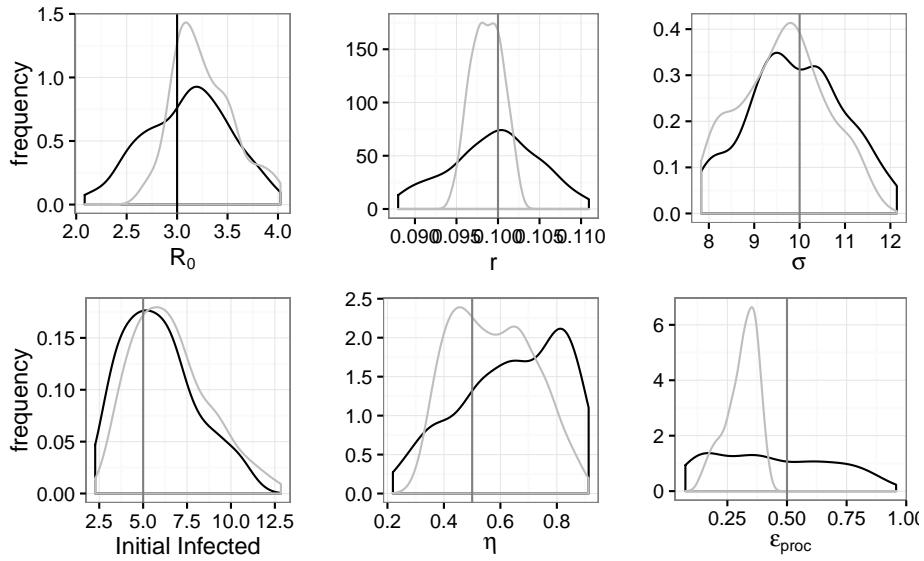 1.5
1.0
0.5
0.0
frequency
2.0 2.5 3.0 3.5 4.0
R0
150
100
50
0
0.090 0.095 0.100 0.105 0.110
r
0.4
0.3
0.2
0.1
0.0
8 9 10 11 12
σ
0.15
0.10
0.05
0.00
frequency
2.5 5.0 7.5 10.0 12.5
Initial Infected
2.5
2.0
1.5
1.0
0.5
0.0
0.2 0.4 0.6 0.8
η
6
4
2
0
0.25 0.50 0.75 1.00
εproc